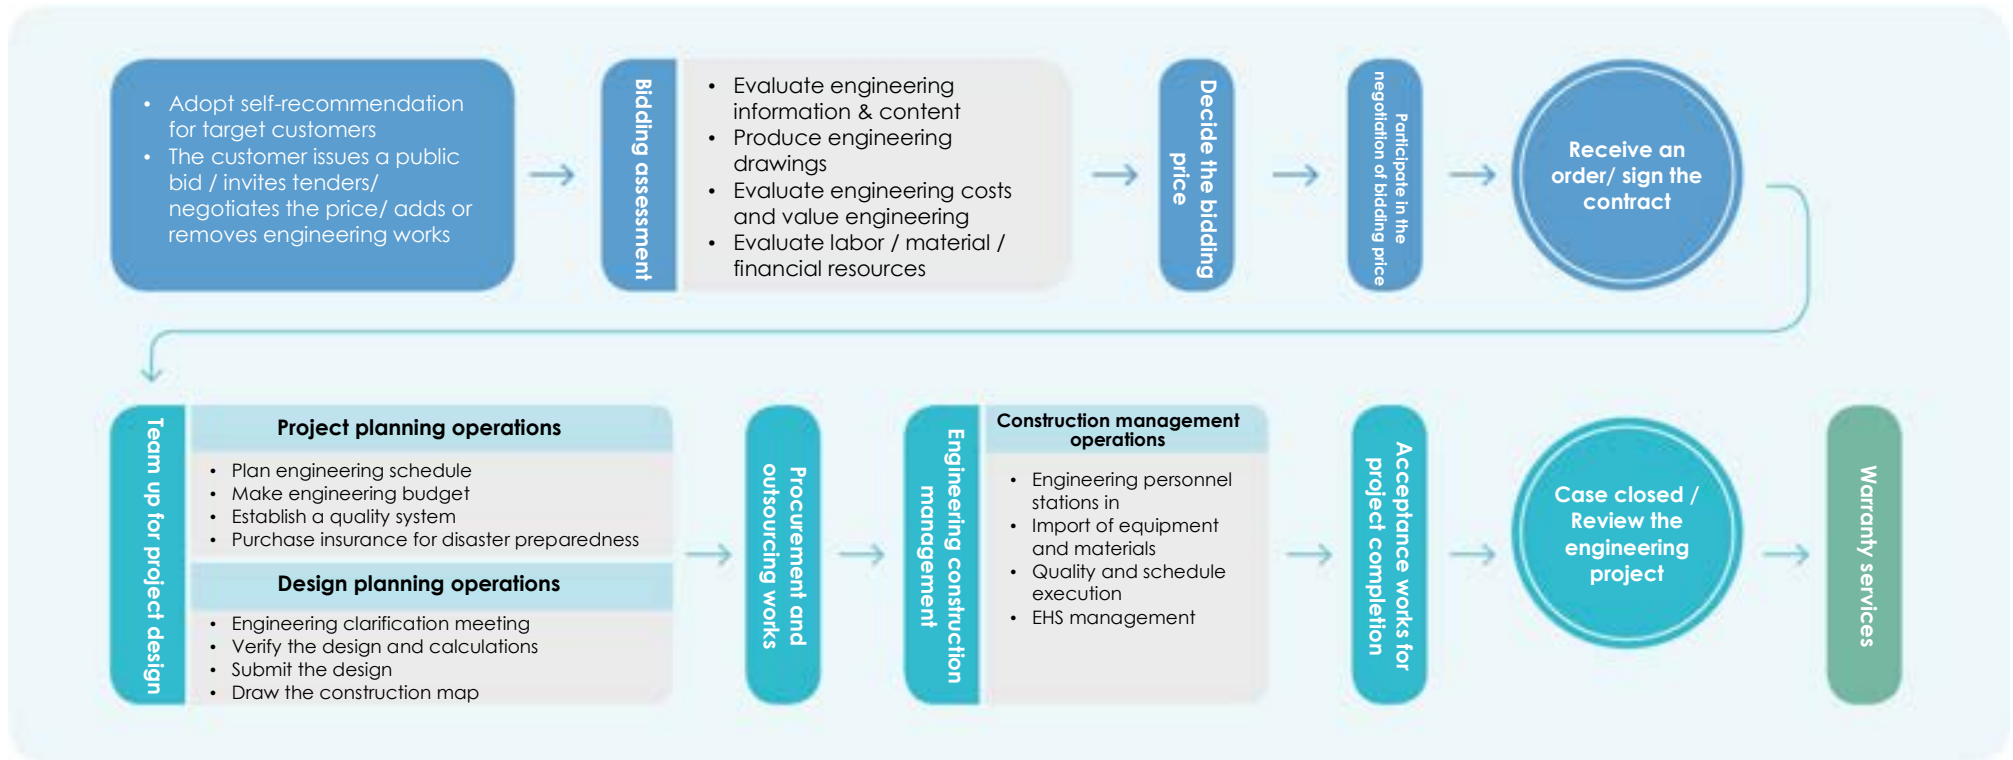 • Adopt self-recommendation
for target customers
• The customer issues a public
bid / invites tenders/
negotiates the price/ adds or
removes engineering works
Bidding assessment
• Evaluate engineering
information & content
• Produce engineering
drawings
• Evaluate engineering costs
and value engineering
• Evaluate labor / material /
financial resources
Decide the bidding
price
Participate in the
negotiation of bidding price
Receive an
order/ sign the
contract
Team up for project design
Project planning operations
• Plan engineering schedule
• Make engineering budget
• Establish a quality system
• Purchase insurance for disaster preparedness
Design planning operations
• Engineering clarification meeting
• Verify the design and calculations
• Submit the design
• Draw the construction map
Procurement and
outsourcing works
Engineering construction
management
Construction management
operations
• Engineering personnel
stations in
• Import of equipment
and materials
• Quality and schedule
execution
• EHS management
Acceptance works for
project completion
Case closed /
Review the
engineering
project
Warranty services